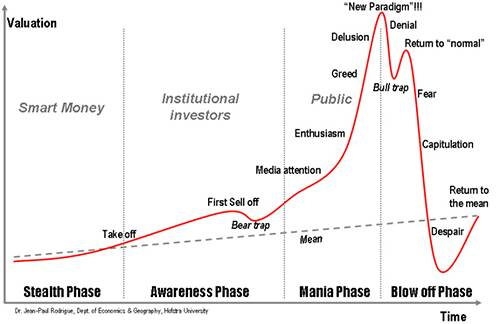 "New Paradigm"!!!
Valuation
Denial
Delusion
Return to "normal"
Greed
Bull trap
Fear
Smart Money
Institutional
investors
Public
Enthusiasm
Capitulation
Media attention
First Sell off
Return to
the mean
Take off
Bear trap
Mean
Despair
Stealth Phase
Awareness Phase
Mania Phase
Blow off Phase
Dr. Jean-Paul Rodrigue, Dept. of Economics & Geography, Hofstra University
Time